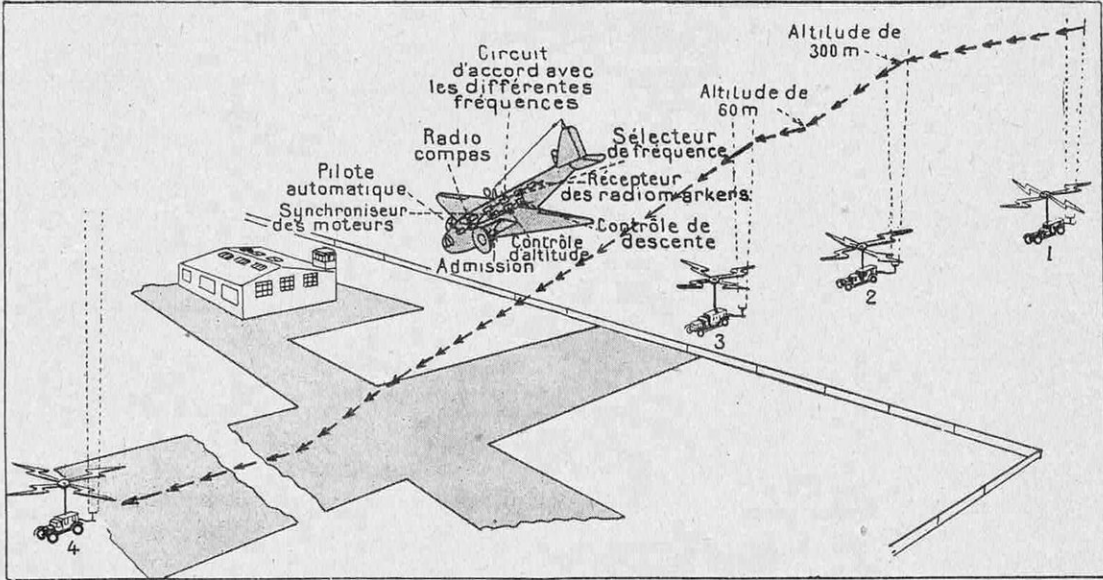 Altitude de
300 m
Circuit
d'accord avec
les différentes
fréquences
Altitude de
60 m
Radio
compas
Sélecteur
de fréquence
Pilote
automatique
Récepteur
des radiomarkers
Synchroniseur
des moteurs
Contrôle de
descente
Contrôle
d'altitude
Admission
1
2
3
4